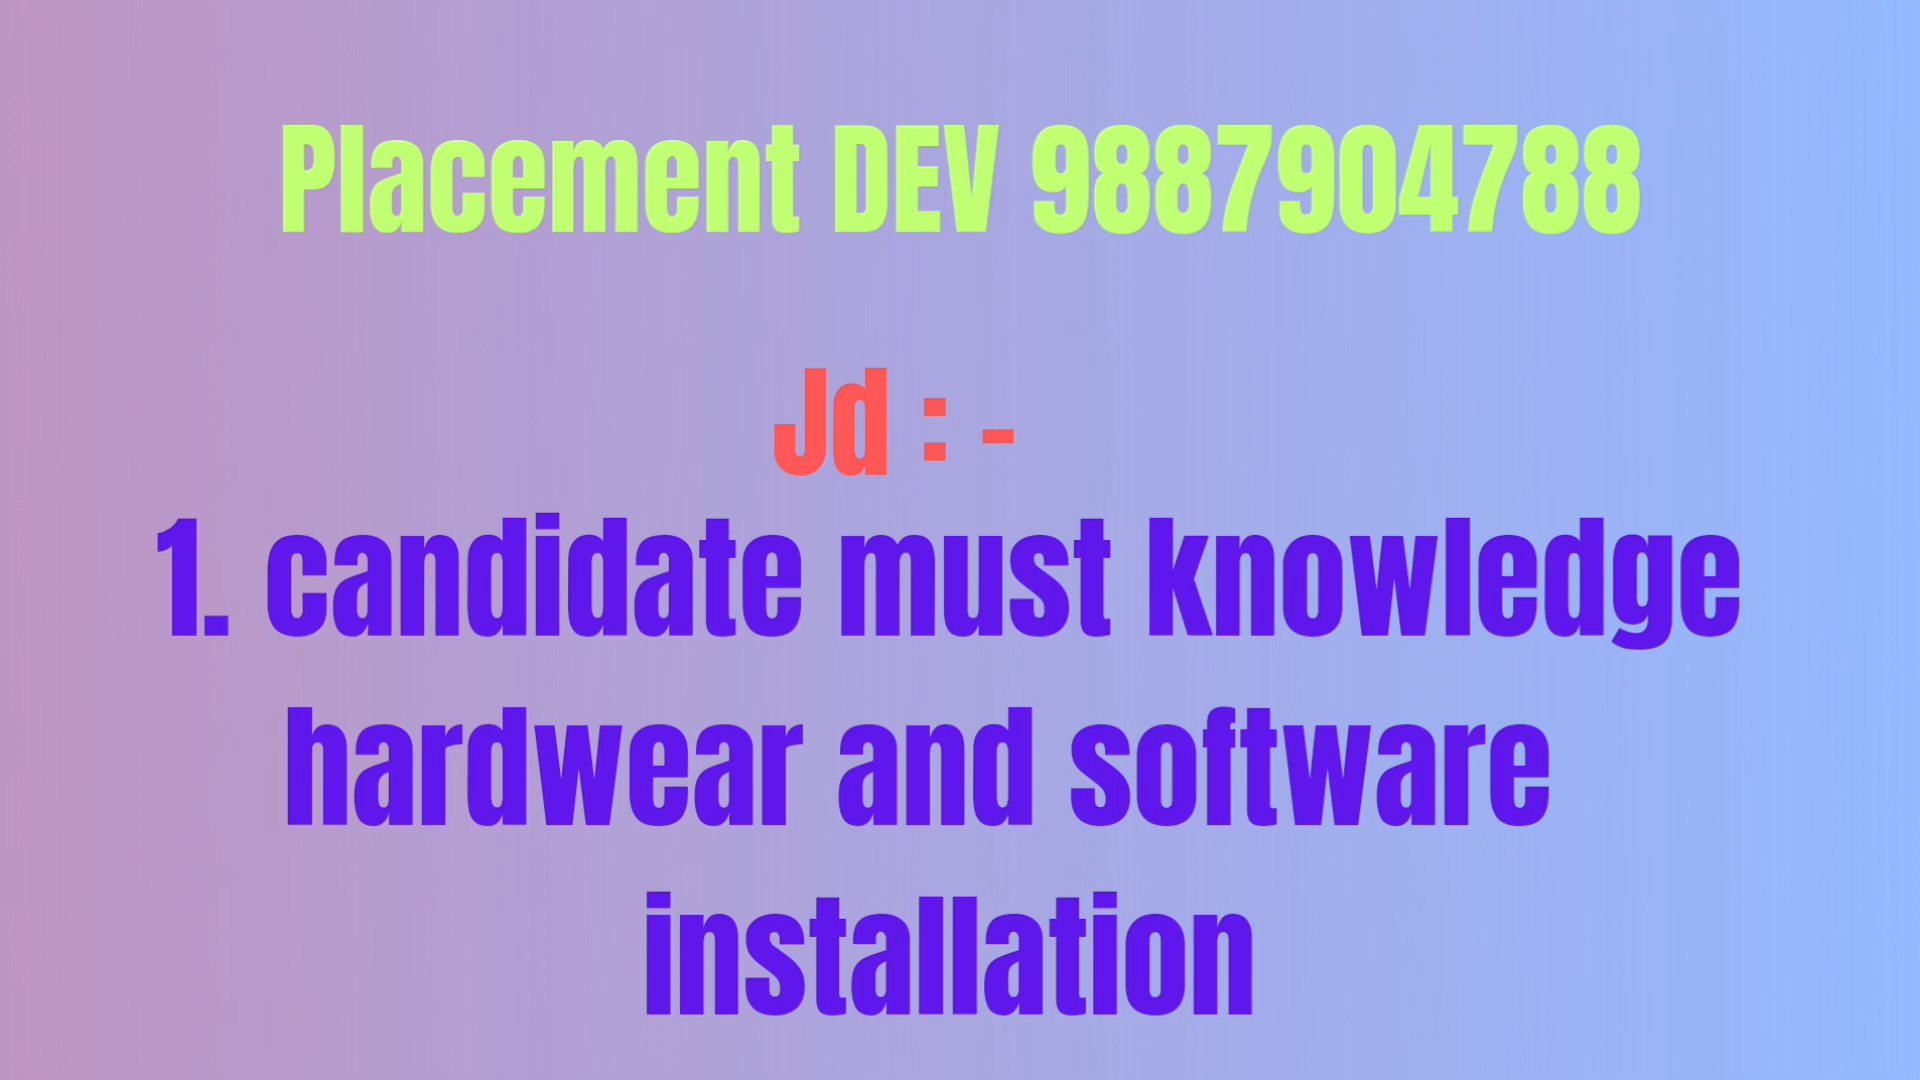 Placement DEV 9887904788
Jd : -
1. candidate must knowledge
hardwear and software
installation